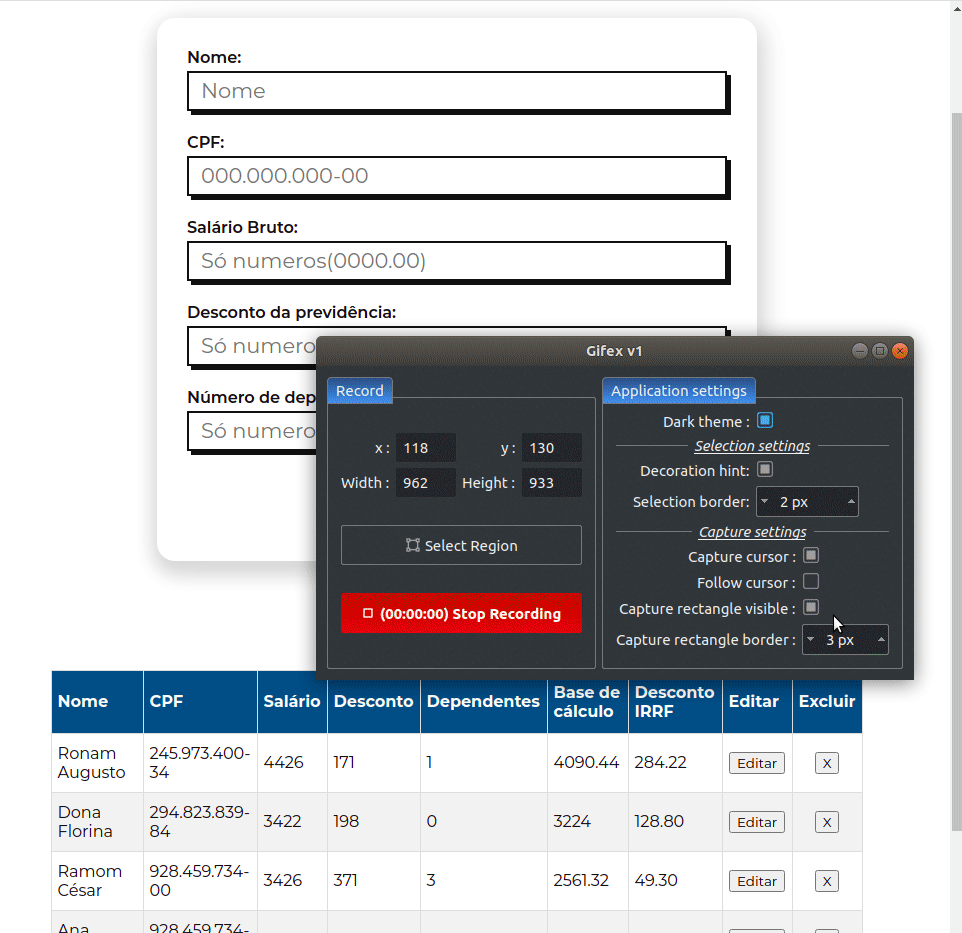 Nome:
Nome
CPF:
000.000.000-00
Salário Bruto:
Só numeros(0000.00)
Desconto da previdência:
Só numero
Número de dep
Só numero
Gifex v1
Record
x : 118 y : 130
Width : 962 Height : 933
Select Region
(00:00:00) Stop Recording
Application settings
Dark theme :
Selection settings
Decoration hint:
Selection border: 2 px
Capture settings
Capture cursor :
Follow cursor :
Capture rectangle visible :
Capture rectangle border : 3 px
Nome CPF Salário Desconto Dependentes Base de cálculo Desconto IRRF Editar Excluir
Ronam Augusto 245.973.400-34 4426 171 1 4090.44 284.22 Editar X
Dona Florina 294.823.839-84 3422 198 0 3224 128.80 Editar X
Ramom César 928.459.734-00 3426 371 3 2561.32 49.30 Editar X
Ana 928.459.734-